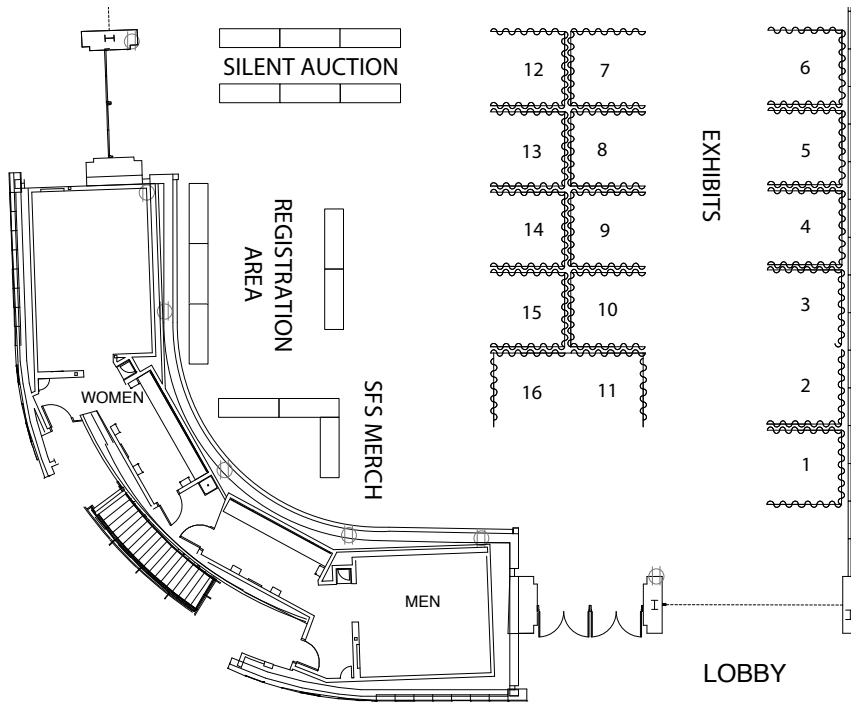 SILENT AUCTION
12 7
6
13 8
5
EXHIBITS
REGISTRATION
AREA
14 9
4
15 10
3
WOMEN
SFS MERCH
16 11
2
1
MEN
LOBBY